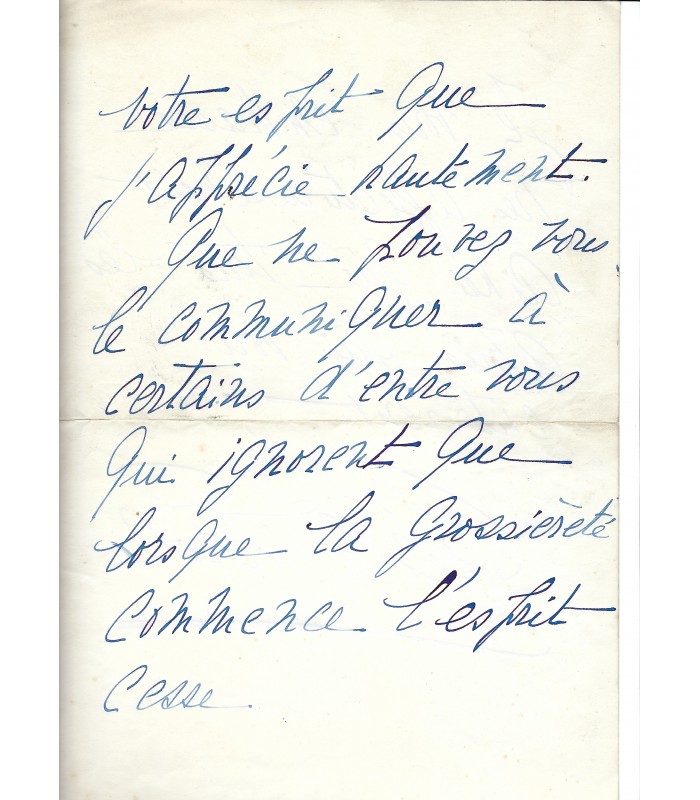 votre esprit que
j'apprécie hautement.
Que ne pouvez vous
le communiquer à
certains d'entre vous
qui ignorent que
lorsque la grossièreté
commence l'esprit
cesse.